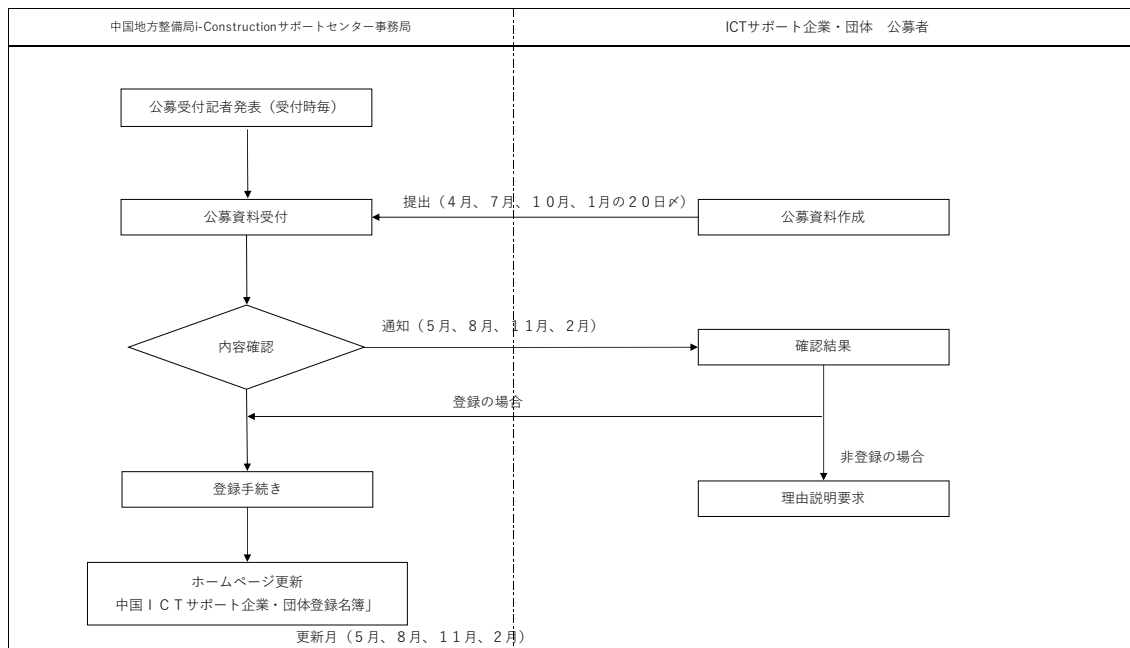 中国地方整備局i-Constructionサポートセンター事務局
ICTサポート企業・団体　公募者
公募受付記者発表（受付時毎）
提出（４月、７月、１０月、１月の２０日〆）
公募資料受付
公募資料作成
通知（５月、８月、１１月、２月）
内容確認
確認結果
登録の場合
非登録の場合
登録手続き
理由説明要求
ホームページ更新
中国ＩＣＴサポート企業・団体登録名簿」
更新月（５月、８月、１１月、２月）